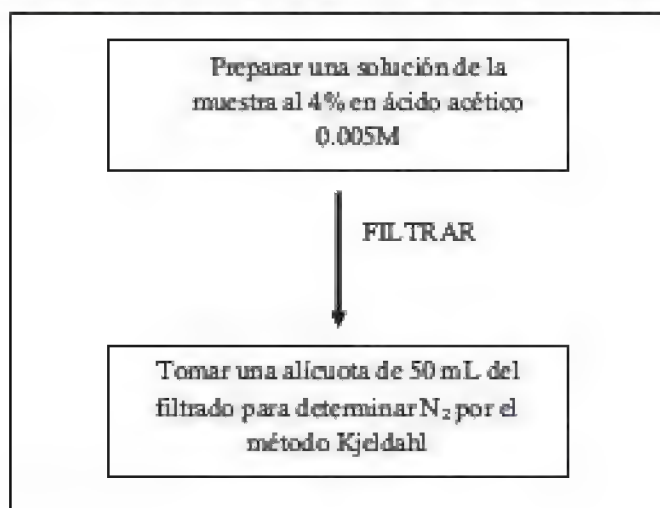 Preparar una solución de la
muestra al 4% en ácido acético
0.005M
FILTRAR
Tomar una alícuota de 50 mL del
filtrado para determinar N₂ por el
método Kjeldahl